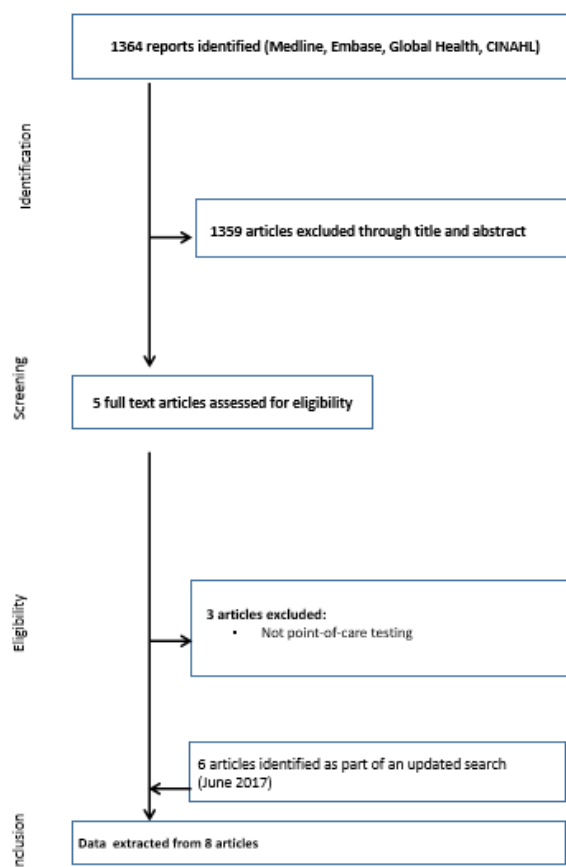 1364 reports identified (Medline, Embase, Global Health, CINAHL)
Identification
1359 articles excluded through title and abstract
Screening
5 full text articles assessed for eligibility
Eligibility
3 articles excluded:
• Not point-of-care testing
6 articles identified as part of an updated search
(June 2017)
nclusion
Data extracted from 8 articles